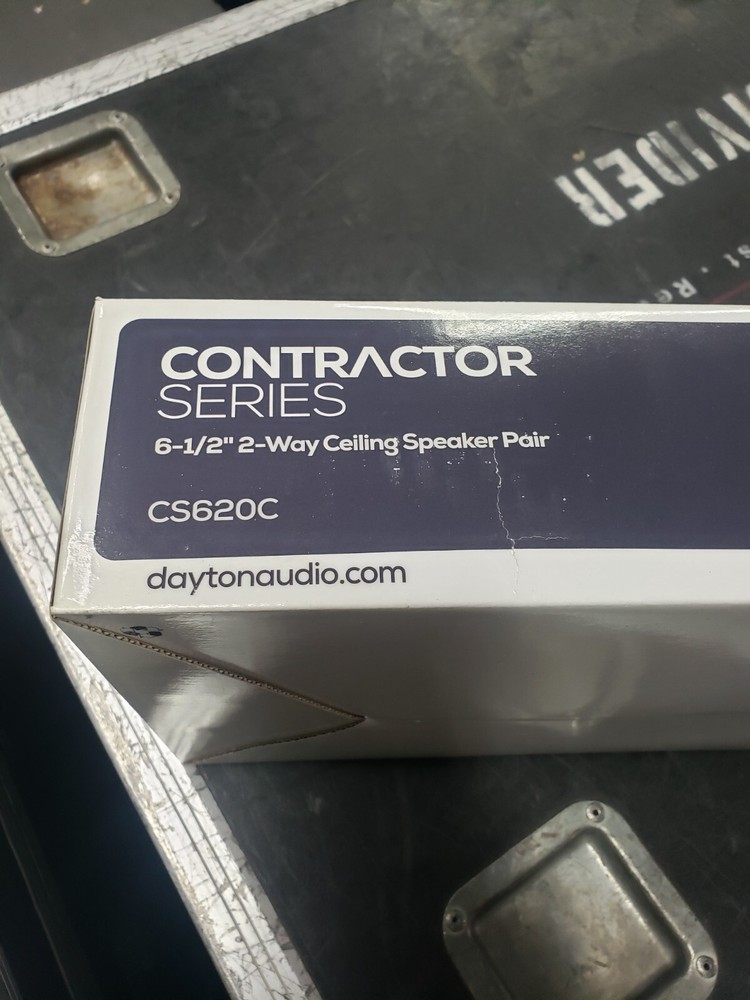 CONTRACTOR
SERIES
6-1/2" 2-Way Ceiling Speaker Pair
CS620C
daytonaudio.com